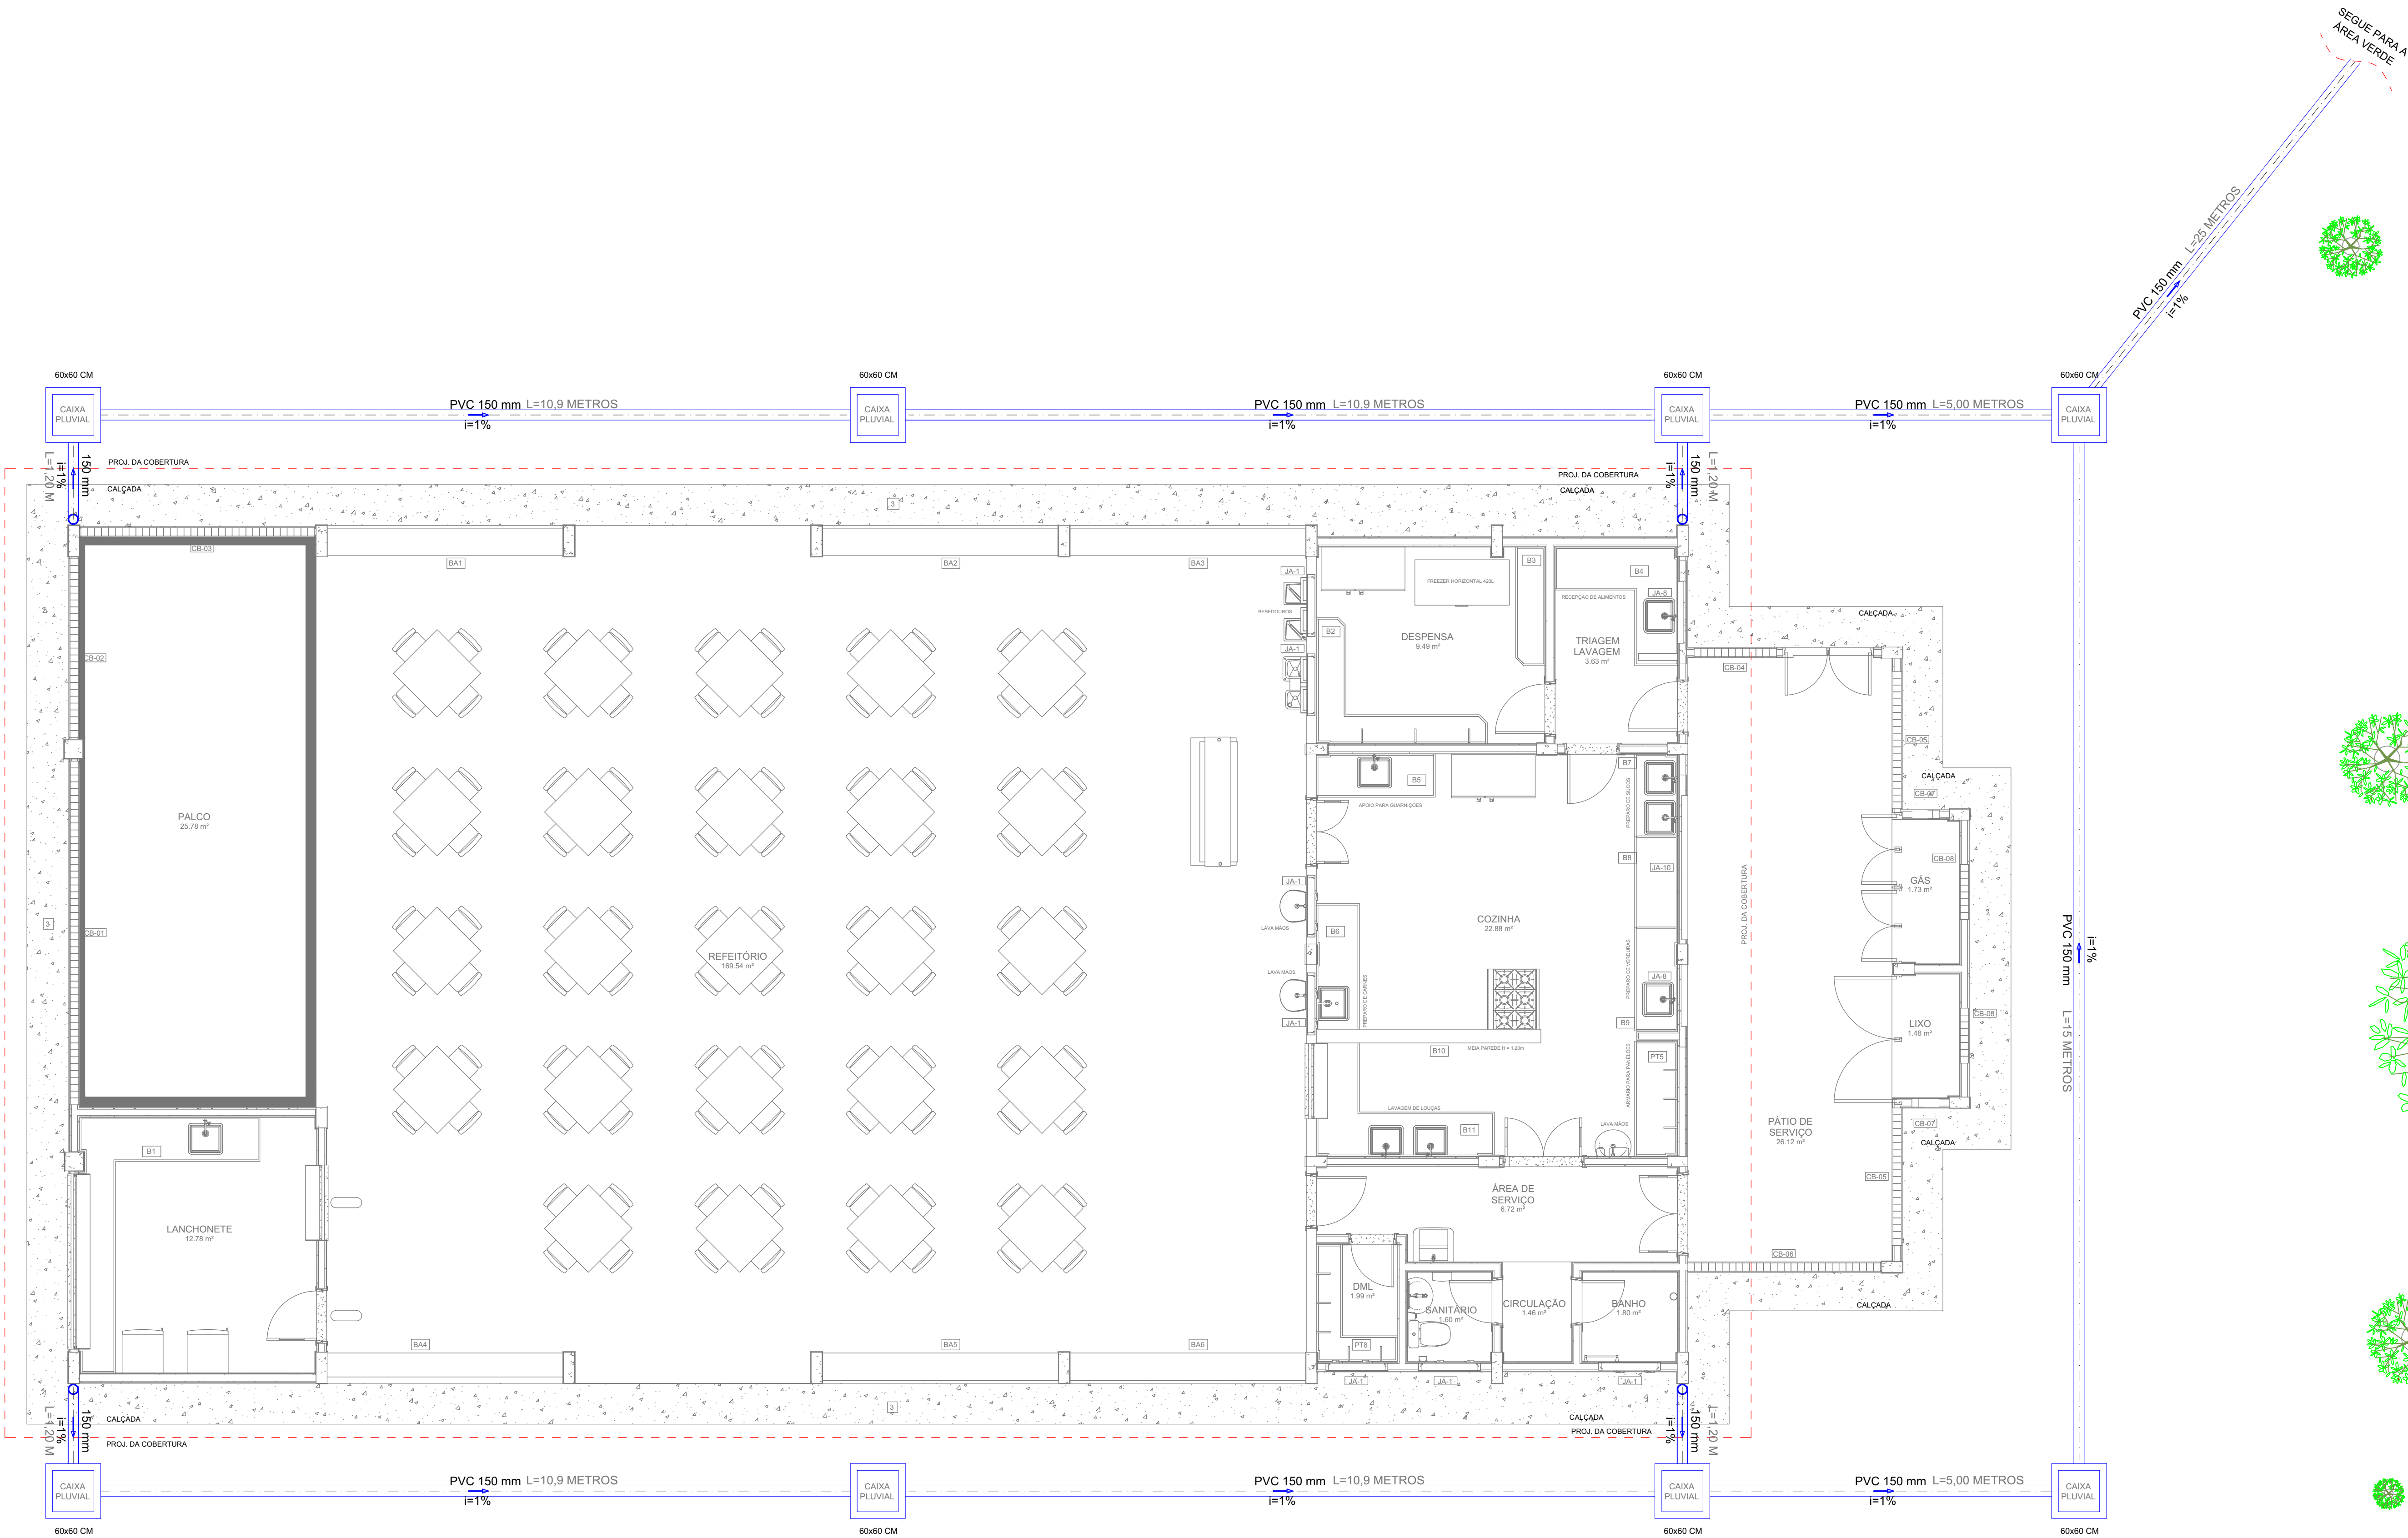 SEGUE PARA A
ÁREA VERDE
L=25 METROS
PVC 150 mm
i=1%
60x60 CM
60x60 CM
60x60 CM
60x60 CM
CAIXA
PLUVIAL
PVC 150 mm L=10,9 METROS
i=1%
CAIXA
PLUVIAL
PVC 150 mm L=10,9 METROS
i=1%
CAIXA
PLUVIAL
PVC 150 mm L=5,00 METROS
i=1%
CAIXA
PLUVIAL
L=1,20 M
i=1%
150 mm
PROJ. DA COBERTURA
CALÇADA
3
PROJ. DA COBERTURA
CALÇADA
i=1%
150 mm
L=1,20 M
CB-03
BA1
BA2
BA3
JA-1
BEBEDOUROS
JA-1
FREEZER HORIZONTAL 420L
B3
B4
RECEPÇÃO DE ALIMENTOS
JA-8
B2
DESPENSA
9.49 m²
TRIAGEM
LAVAGEM
3.63 m²
CALÇADA
CB-02
CB-04
CB-05
PALCO
25.78 m²
B5
APOIO PARA GUARNIÇÕES
B7
PREPARO DE SUCOS
CALÇADA
CB-07
B8
JA-10
CB-08
GÁS
1.73 m²
PROJ. DA COBERTURA
JA-1
LAVA MÃOS
B6
COZINHA
22.88 m²
3
CB-01
REFEITÓRIO
169.54 m²
LAVA MÃOS
JA-1
PREPARO DE CARNES
PREPARO DE VERDURAS
JA-8
B9
LIXO
1.48 m²
CB-08
PVC 150 mm L=15 METROS
i=1%
B10
MEIA PAREDE H = 1,20m
PT5
ARMÁRIO PARA PANELÕES
LAVAGEM DE LOUÇAS
B11
LAVA MÃOS
PÁTIO DE
SERVIÇO
26.12 m²
CB-07
CALÇADA
CB-05
B1
LANCHONETE
12.78 m²
ÁREA DE
SERVIÇO
6.72 m²
CB-06
DML
1.99 m²
SANITÁRIO
1.60 m²
CIRCULAÇÃO
1.46 m²
BANHO
1.80 m²
CALÇADA
BA4
BA5
BA6
PT8
JA-1
JA-1
JA-1
3
L=1,20 M
i=1%
150 mm
CALÇADA
PROJ. DA COBERTURA
CALÇADA
PROJ. DA COBERTURA
i=1%
150 mm
L=1,20 M
CAIXA
PLUVIAL
PVC 150 mm L=10,9 METROS
i=1%
CAIXA
PLUVIAL
PVC 150 mm L=10,9 METROS
i=1%
CAIXA
PLUVIAL
PVC 150 mm L=5,00 METROS
i=1%
CAIXA
PLUVIAL
60x60 CM
60x60 CM
60x60 CM
60x60 CM